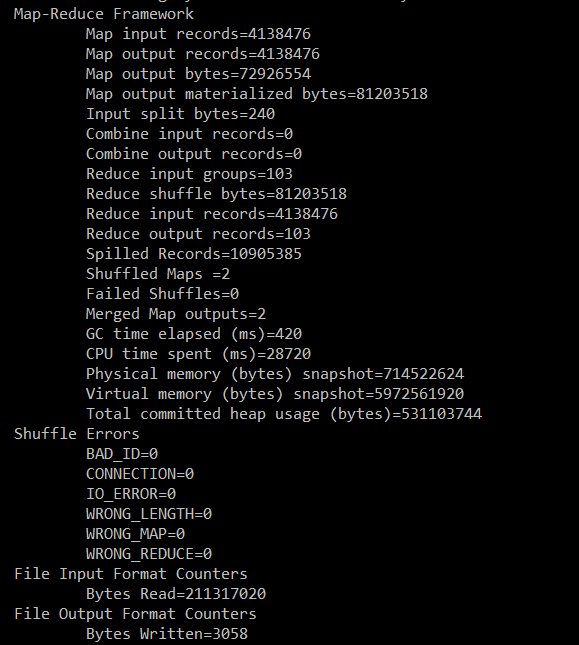 Map-Reduce Framework
Map input records=4138476
Map output records=4138476
Map output bytes=72926554
Map output materialized bytes=81203518
Input split bytes=240
Combine input records=0
Combine output records=0
Reduce input groups=103
Reduce shuffle bytes=81203518
Reduce input records=4138476
Reduce output records=103
Spilled Records=10905385
Shuffled Maps =2
Failed Shuffles=0
Merged Map outputs=2
GC time elapsed (ms)=420
CPU time spent (ms)=28720
Physical memory (bytes) snapshot=714522624
Virtual memory (bytes) snapshot=5972561920
Total committed heap usage (bytes)=531103744
Shuffle Errors
BAD_ID=0
CONNECTION=0
IO_ERROR=0
WRONG_LENGTH=0
WRONG_MAP=0
WRONG_REDUCE=0
File Input Format Counters
Bytes Read=211317020
File Output Format Counters
Bytes Written=3058